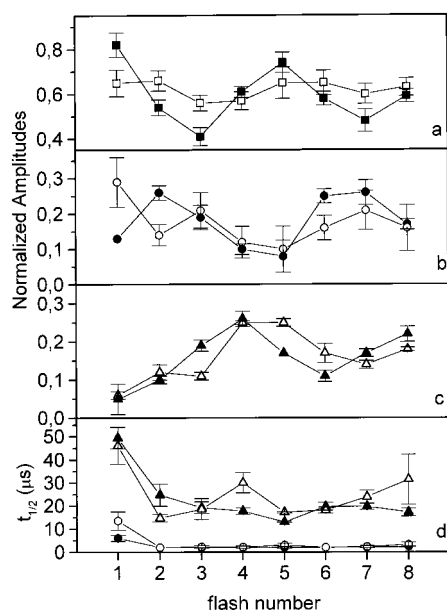 0,8
0,6
0,4
a
0,3
0,2
0,1
0,0
b
0,3
0,2
0,1
0,0
c
50
40
30
20
10
0
d
Normalized Amplitudes
t1/2 (µs)
1 2 3 4 5 6 7 8
flash number